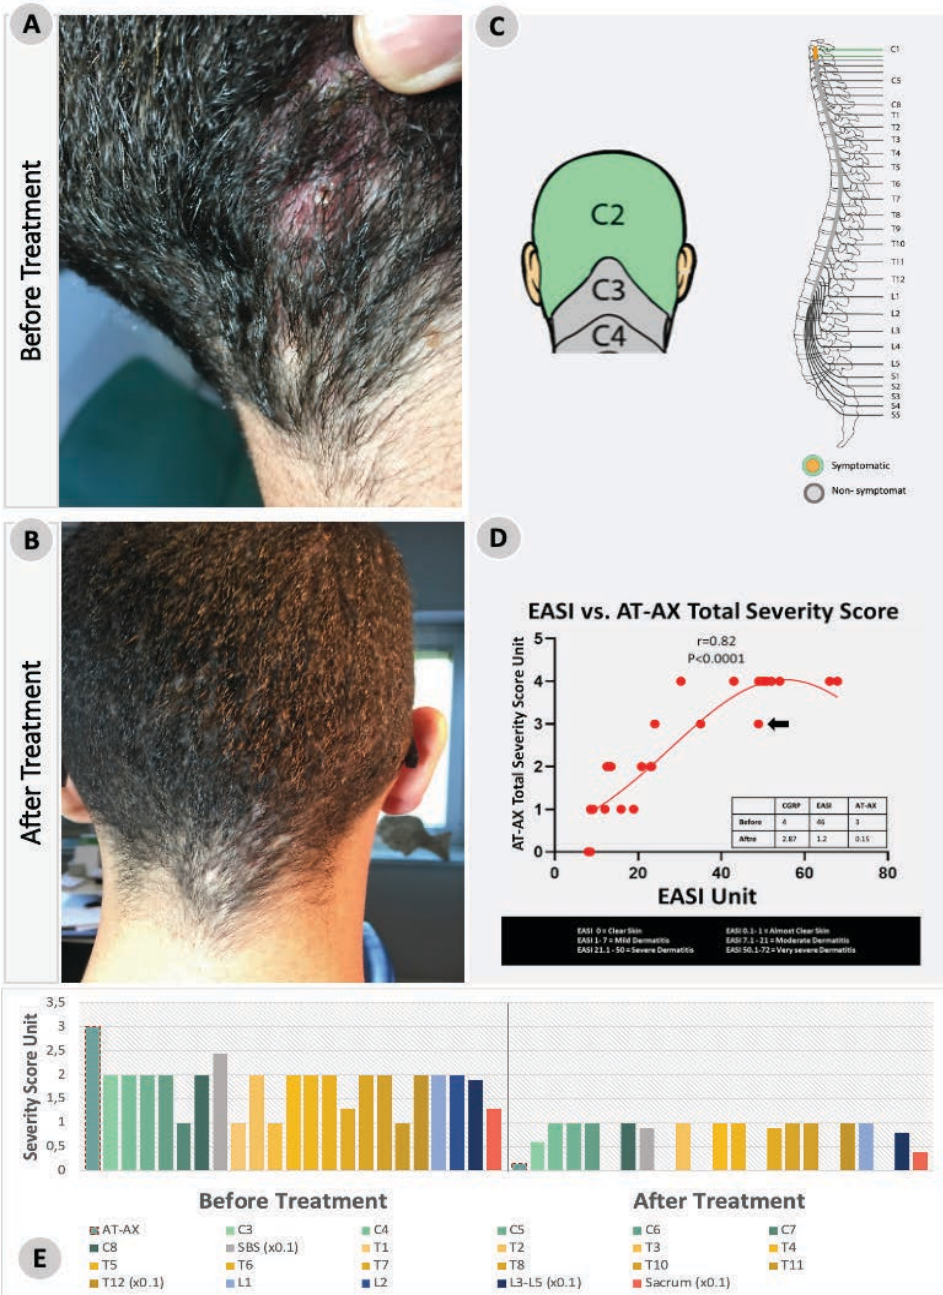 A
Before Treatment
C
C2
C3
C4
C1
C5
C8
T1
T2
T3
T4
T5
T6
T7
T8
T9
T10
T11
T12
L1
L2
L3
L4
L5
S1
S2
S3
S4
S5
Symptomatic
Non- symptomat
B
After Treatment
D
EASI vs. AT-AX Total Severity Score
r=0.82
P<0.0001
AT-AX Total Severity Score Unit
5
4
3
2
1
0
0 20 40 60 80
EASI Unit
CGRP EASI AT-AX
Before 4 46 3
Aftre 2.87 1.2 0.15
EASI 0 = Clear Skin EASI 0.1- 1 = Almost Clear Skin
EASI 1- 7 = Mild Dermatitis EASI 7.1 - 21 = Moderate Dermatitis
EASI 21.1 - 50 = Severe Dermatitis EASI 50.1-72 = Very severe Dermatitis
Severity Score Unit
3,5
3
2,5
2
1,5
1
0,5
0
Before Treatment After Treatment
AT-AX C3 C4 C5 C6 C7
C8 SBS (x0.1) T1 T2 T3 T4
T5 T6 T7 T8 T10 T11
T12 (x0.1) L1 L2 L3-L5 (x0.1) Sacrum (x0.1)
E